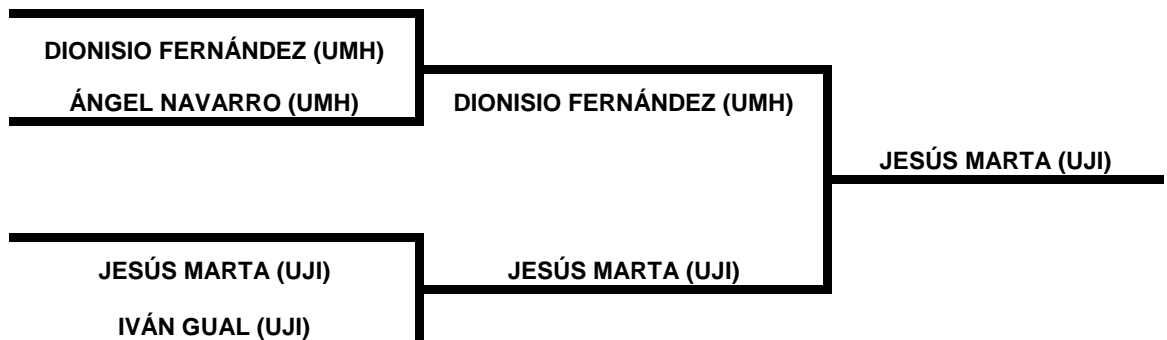 DIONISIO FERNÁNDEZ (UMH)
ÁNGEL NAVARRO (UMH)
DIONISIO FERNÁNDEZ (UMH)
JESÚS MARTA (UJI)
JESÚS MARTA (UJI)
JESÚS MARTA (UJI)
IVÁN GUAL (UJI)